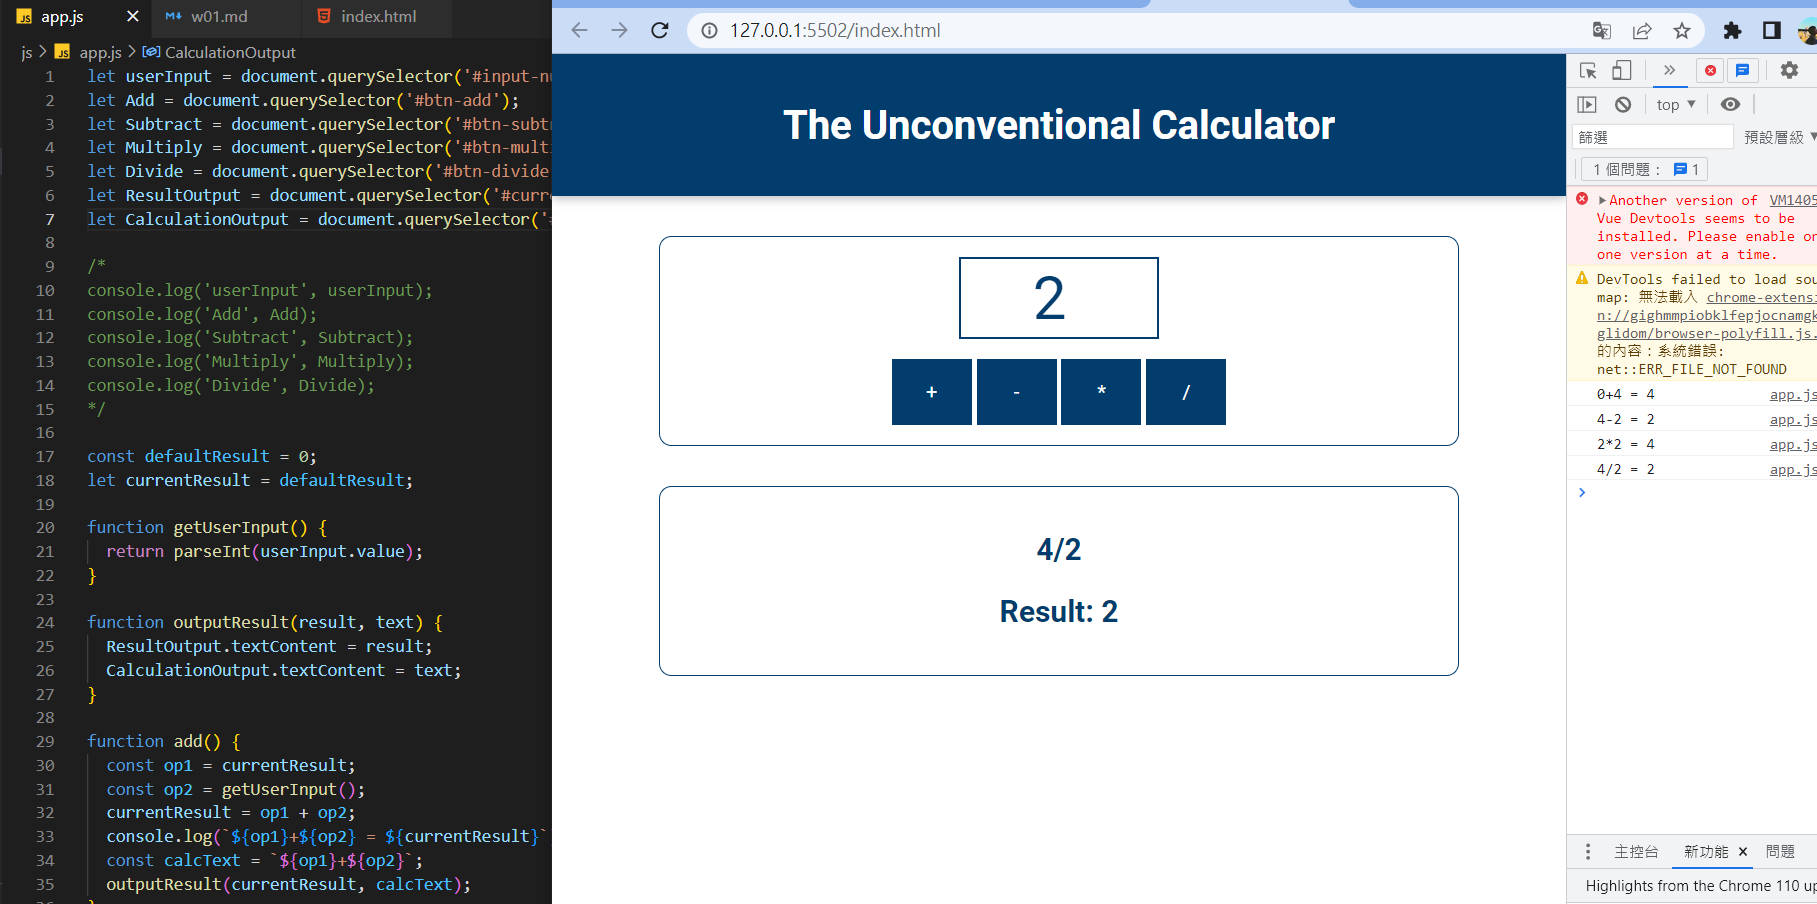 JS app.js
w01.md
index.html
js > JS app.js > CalculationOutput
1 let userInput = document.querySelector('#input-nu
2 let Add = document.querySelector('#btn-add');
3 let Subtract = document.querySelector('#btn-subt
4 let Multiply = document.querySelector('#btn-mult
5 let Divide = document.querySelector('#btn-divide
6 let ResultOutput = document.querySelector('#curr
7 let CalculationOutput = document.querySelector('#
8
9 /*
10 console.log('userInput', userInput);
11 console.log('Add', Add);
12 console.log('Subtract', Subtract);
13 console.log('Multiply', Multiply);
14 console.log('Divide', Divide);
15 */
16
17 const defaultResult = 0;
18 let currentResult = defaultResult;
19
20 function getUserInput() {
21 return parseInt(userInput.value);
22 }
23
24 function outputResult(result, text) {
25 ResultOutput.textContent = result;
26 CalculationOutput.textContent = text;
27 }
28
29 function add() {
30 const op1 = currentResult;
31 const op2 = getUserInput();
32 currentResult = op1 + op2;
33 console.log(`${op1}+${op2} = ${currentResult}`
34 const calcText = `${op1}+${op2}`;
35 outputResult(currentResult, calcText);
127.0.0.1:5502/index.html
The Unconventional Calculator
2
+ - * /
4/2
Result: 2
top
篩選
預設層級
1 個問題：
1
Another version of VM1405
Vue Devtools seems to be
installed. Please enable on
one version at a time.
DevTools failed to load sou
map: 無法載入 chrome-extensi
n://gighmmpiobklfepjocnamgk
glidom/browser-polyfill.js.
的內容：系統錯誤:
net::ERR_FILE_NOT_FOUND
0+4 = 4 app.js
4-2 = 2 app.js
2*2 = 4 app.js
4/2 = 2 app.js
主控台 新功能 × 問題
Highlights from the Chrome 110 up